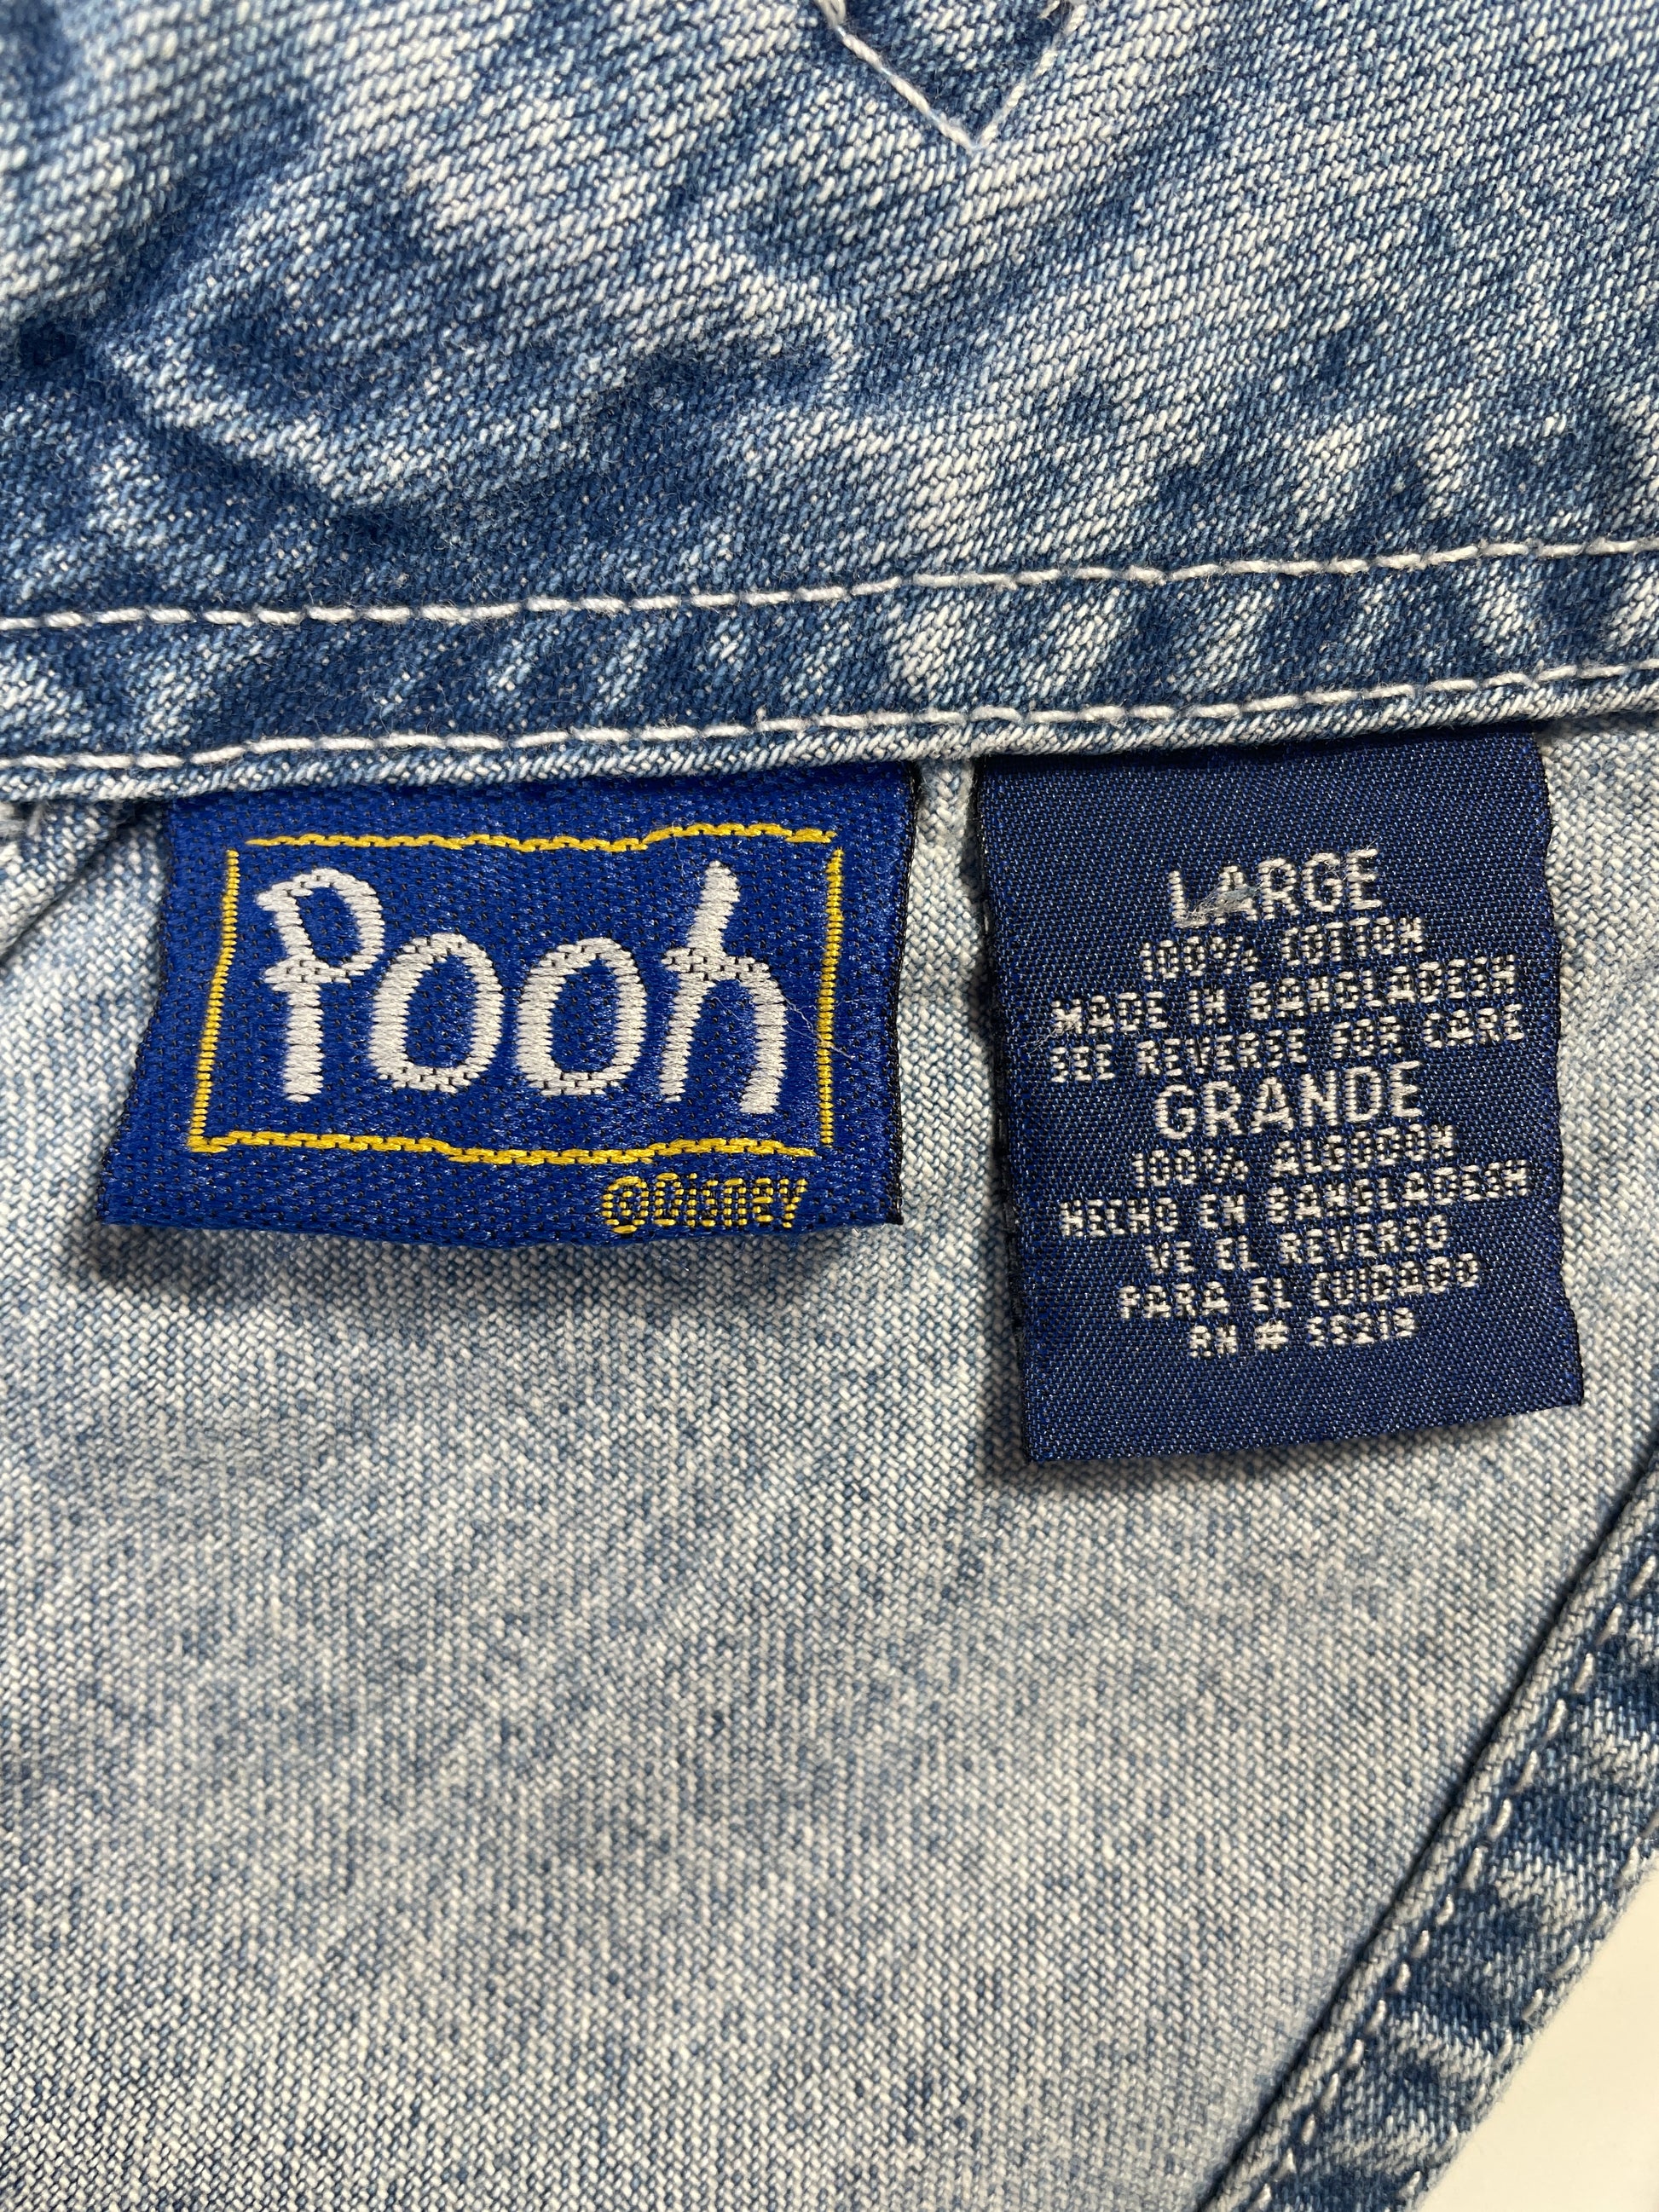 Pooh
©Disney
LARGE
100% COTTON
MADE IN BANGLADESH
SEE REVERSE FOR CARE
GRANDE
100% ALGODON
HECHO EN BANGLADESH
VE EL REVERSO
PARA EL CUIDADO
RN #